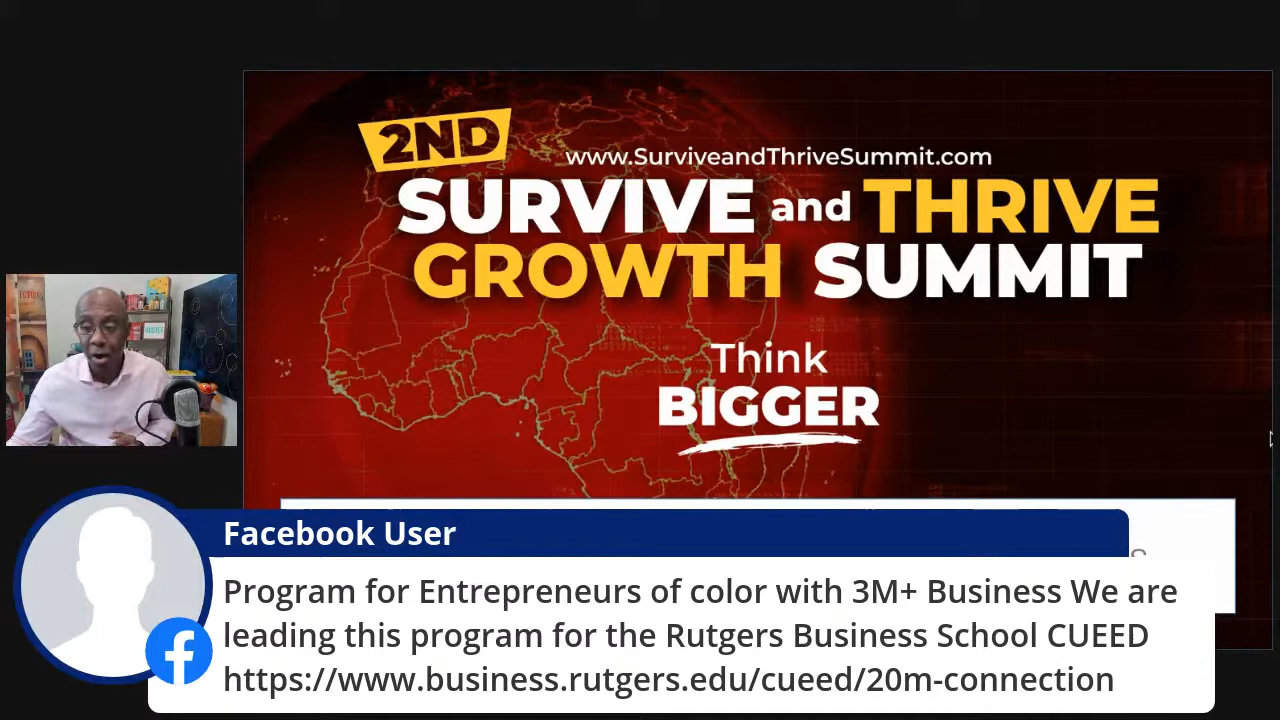 2ND
www.SurviveandThriveSummit.com
SURVIVE and THRIVE
GROWTH SUMMIT
Think
BIGGER
Facebook User
Program for Entrepreneurs of color with 3M+ Business We are
leading this program for the Rutgers Business School CUEED
https://www.business.rutgers.edu/cueed/20m-connection